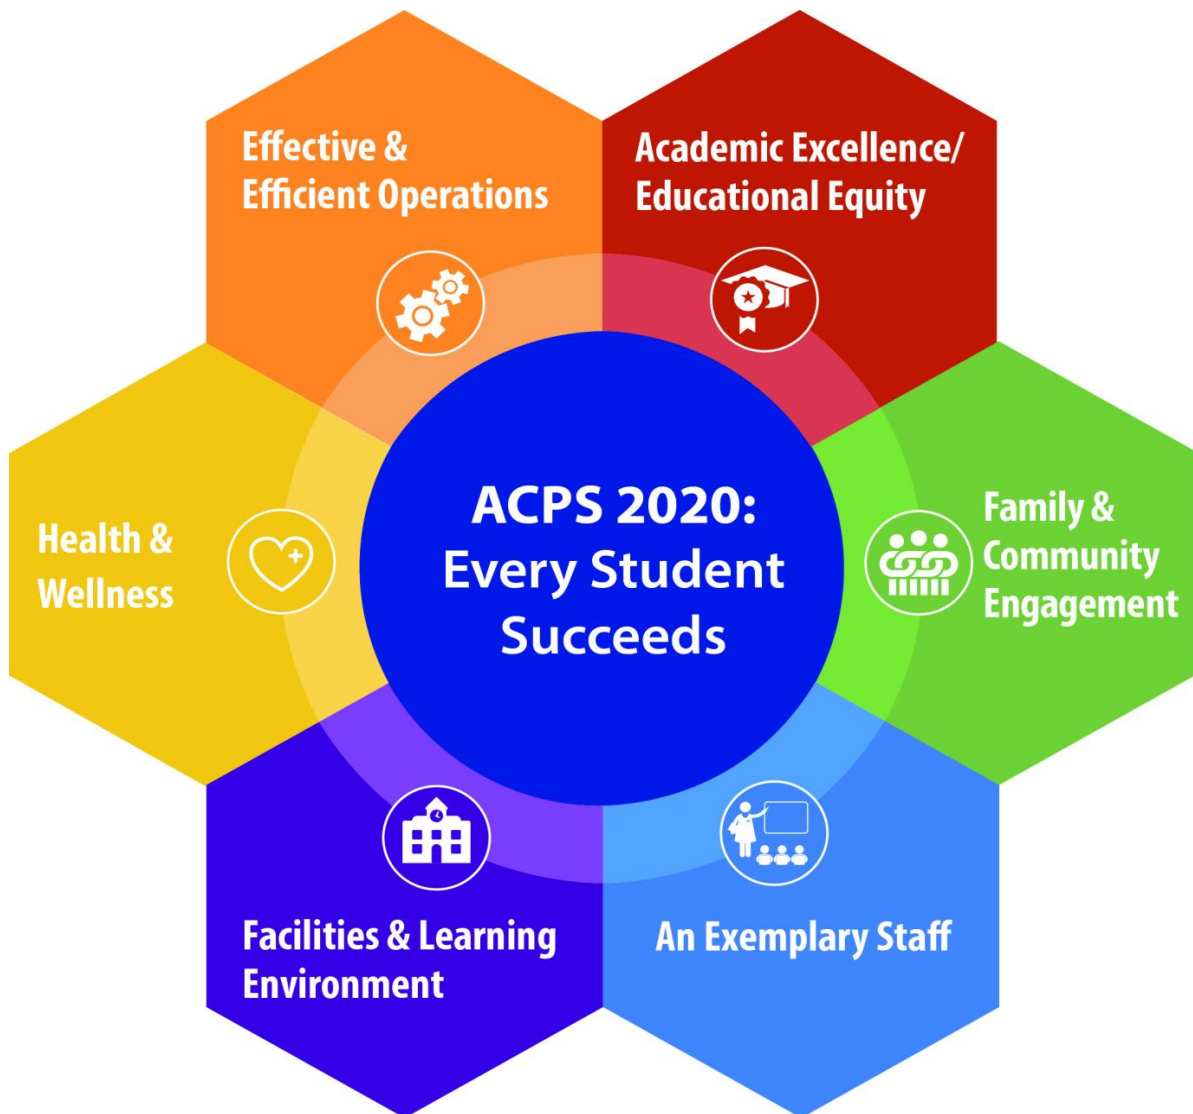 Effective &
Efficient Operations
Academic Excellence/
Educational Equity
Health &
Wellness
ACPS 2020:
Every Student
Succeeds
Family &
Community
Engagement
Facilities & Learning
Environment
An Exemplary Staff